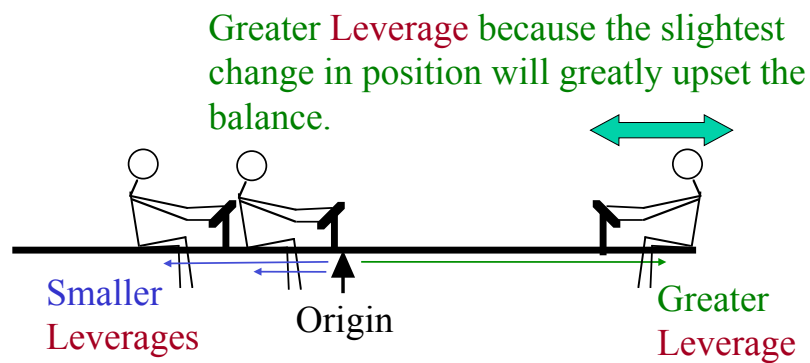 Greater Leverage because the slightest
change in position will greatly upset the
balance.
Smaller
Leverages
Origin
Greater
Leverage